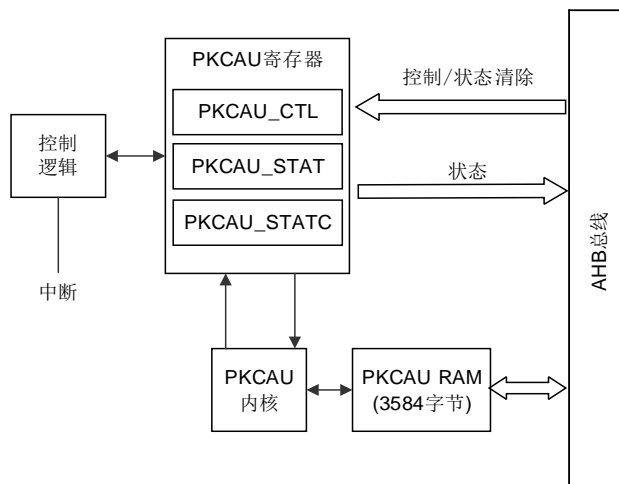 PKCAU寄存器
PKCAU_CTL
PKCAU_STAT
PKCAU_STATC
控制
逻辑
中断
控制/状态清除
状态
AHB总线
PKCAU
内核
PKCAU RAM
(3584字节)